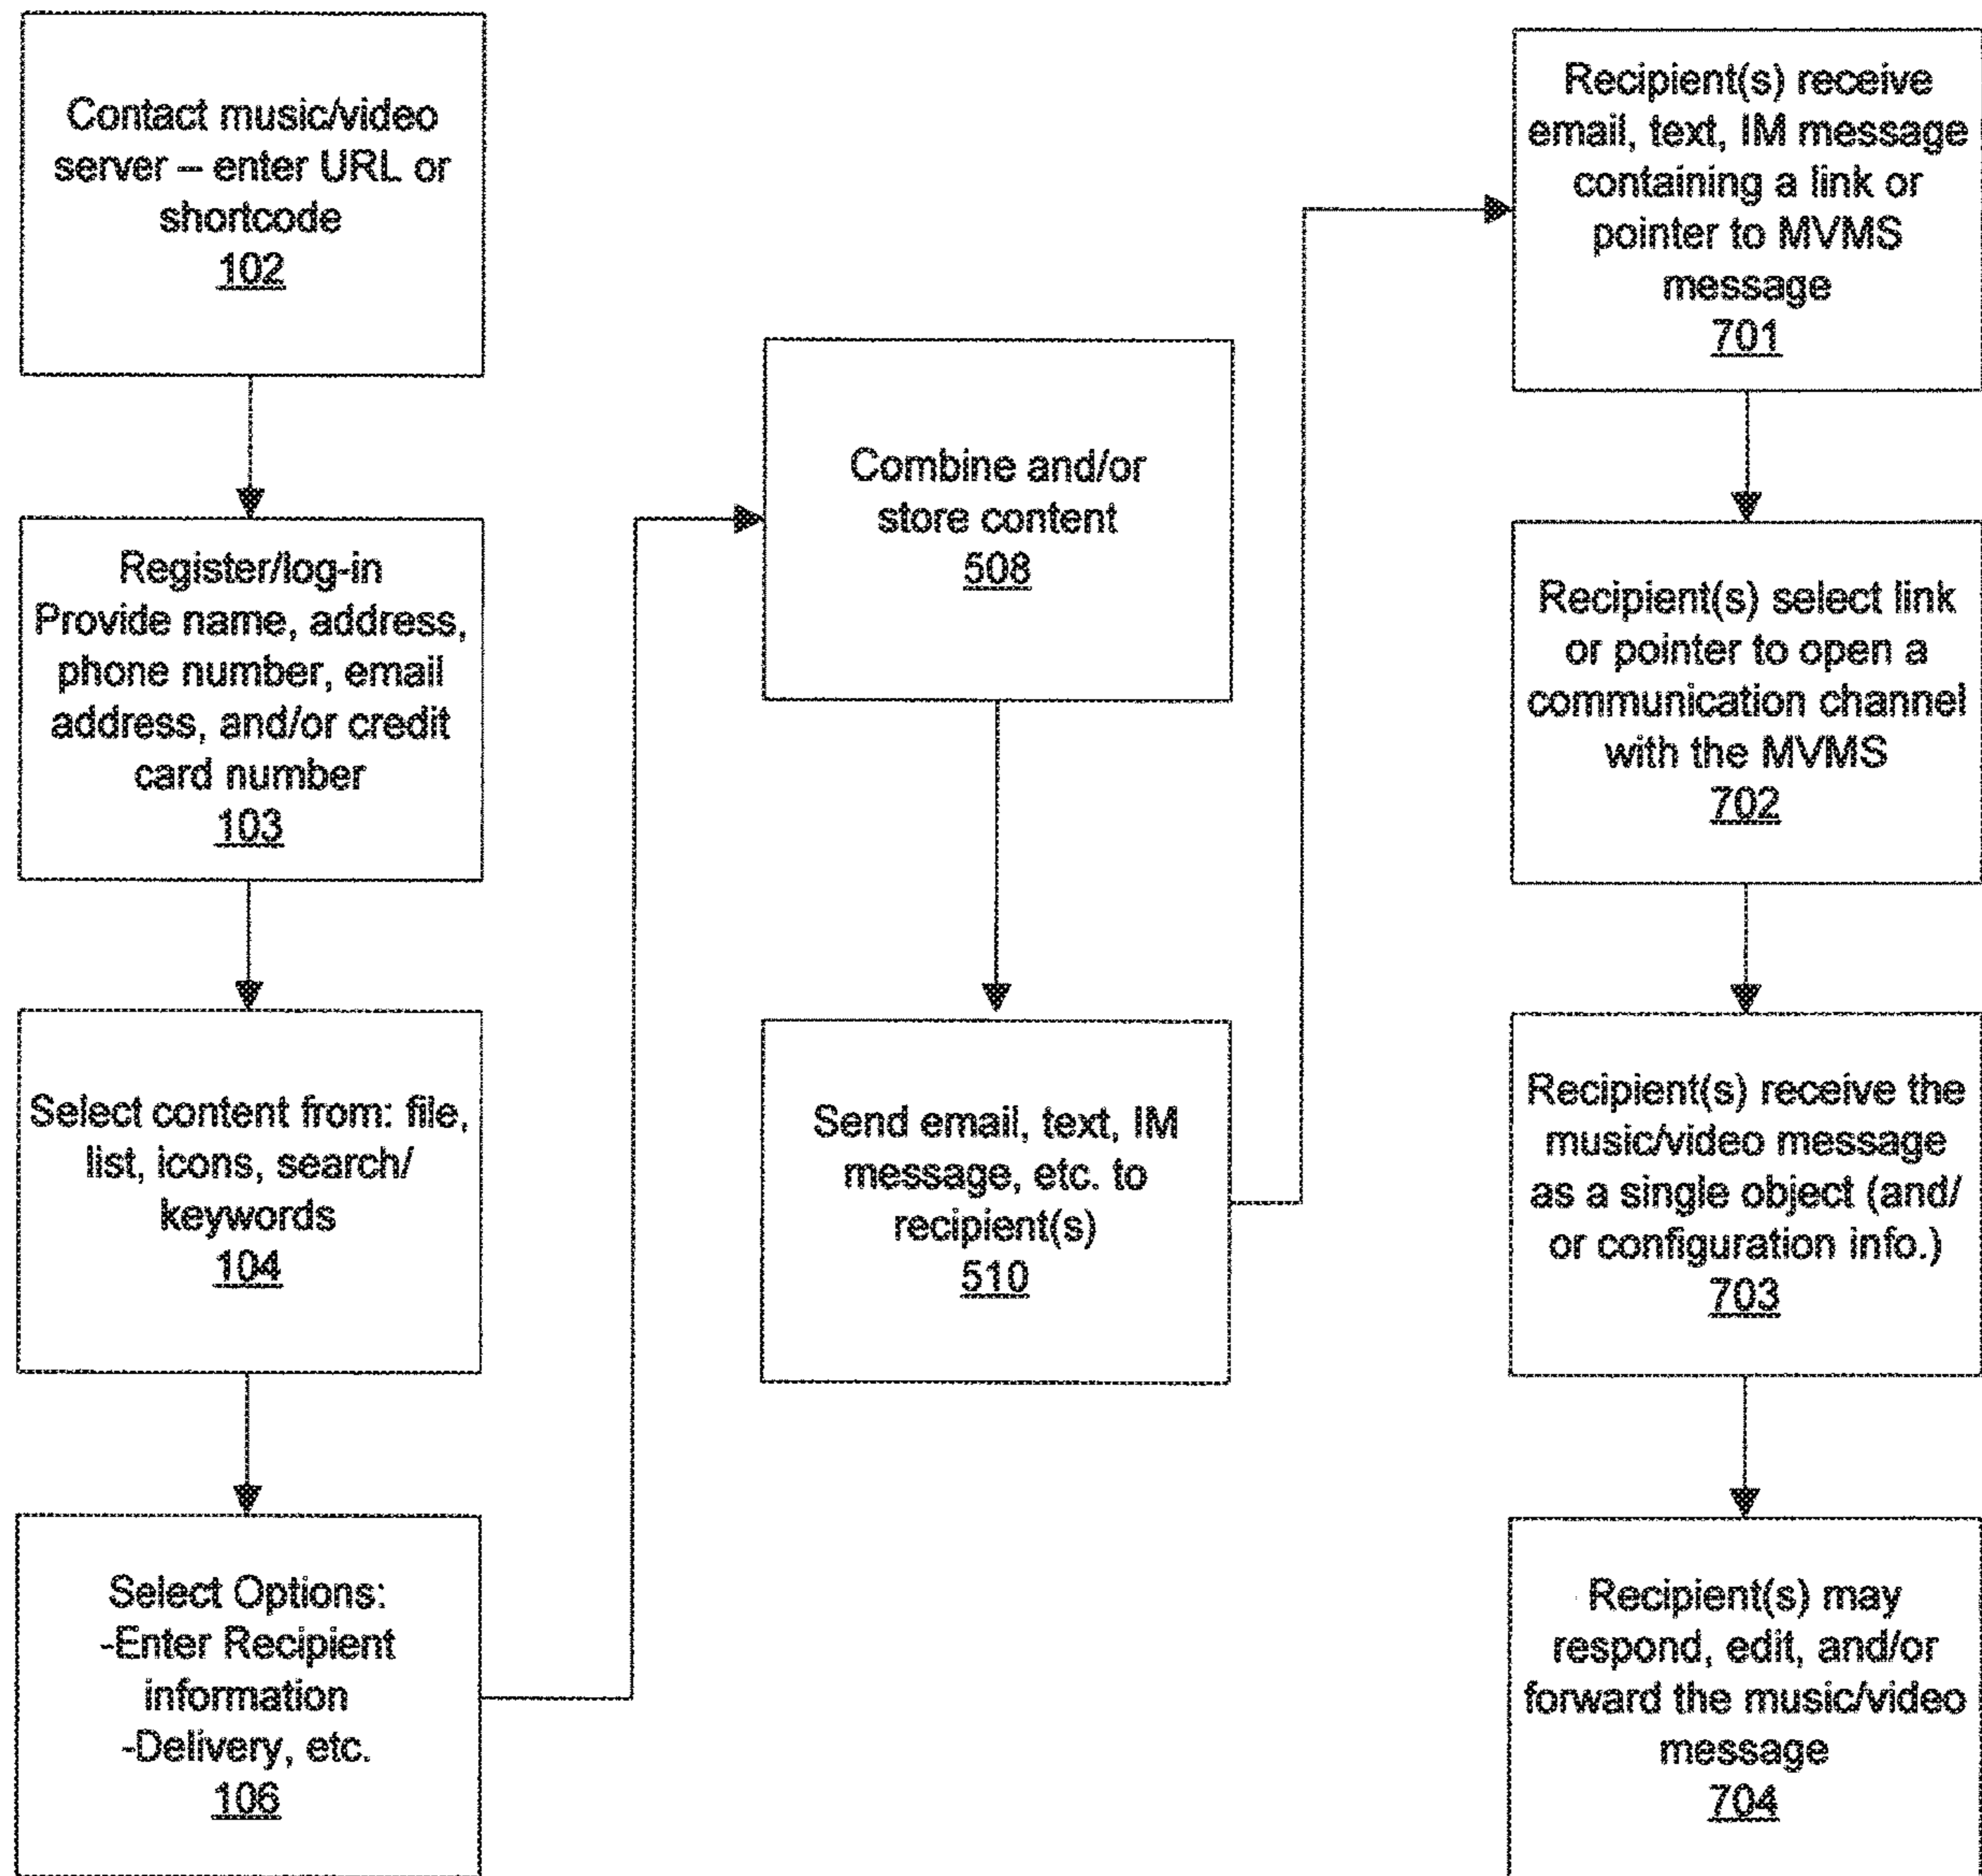 Contact music/video
server – enter URL or
shortcode
102
Register/log-in
Provide name, address,
phone number, email
address, and/or credit
card number
103
Select content from: file,
list, icons, search/
keywords
104
Select Options:
-Enter Recipient
information
-Delivery, etc.
106
Combine and/or
store content
508
Send email, text, IM
message, etc. to
recipient(s)
510
Recipient(s) receive
email, text, IM message
containing a link or
pointer to MVMS
message
701
Recipient(s) select link
or pointer to open a
communication channel
with the MVMS
702
Recipient(s) receive the
music/video message
as a single object (and/
or configuration info.)
703
Recipient(s) may
respond, edit, and/or
forward the music/video
message
704